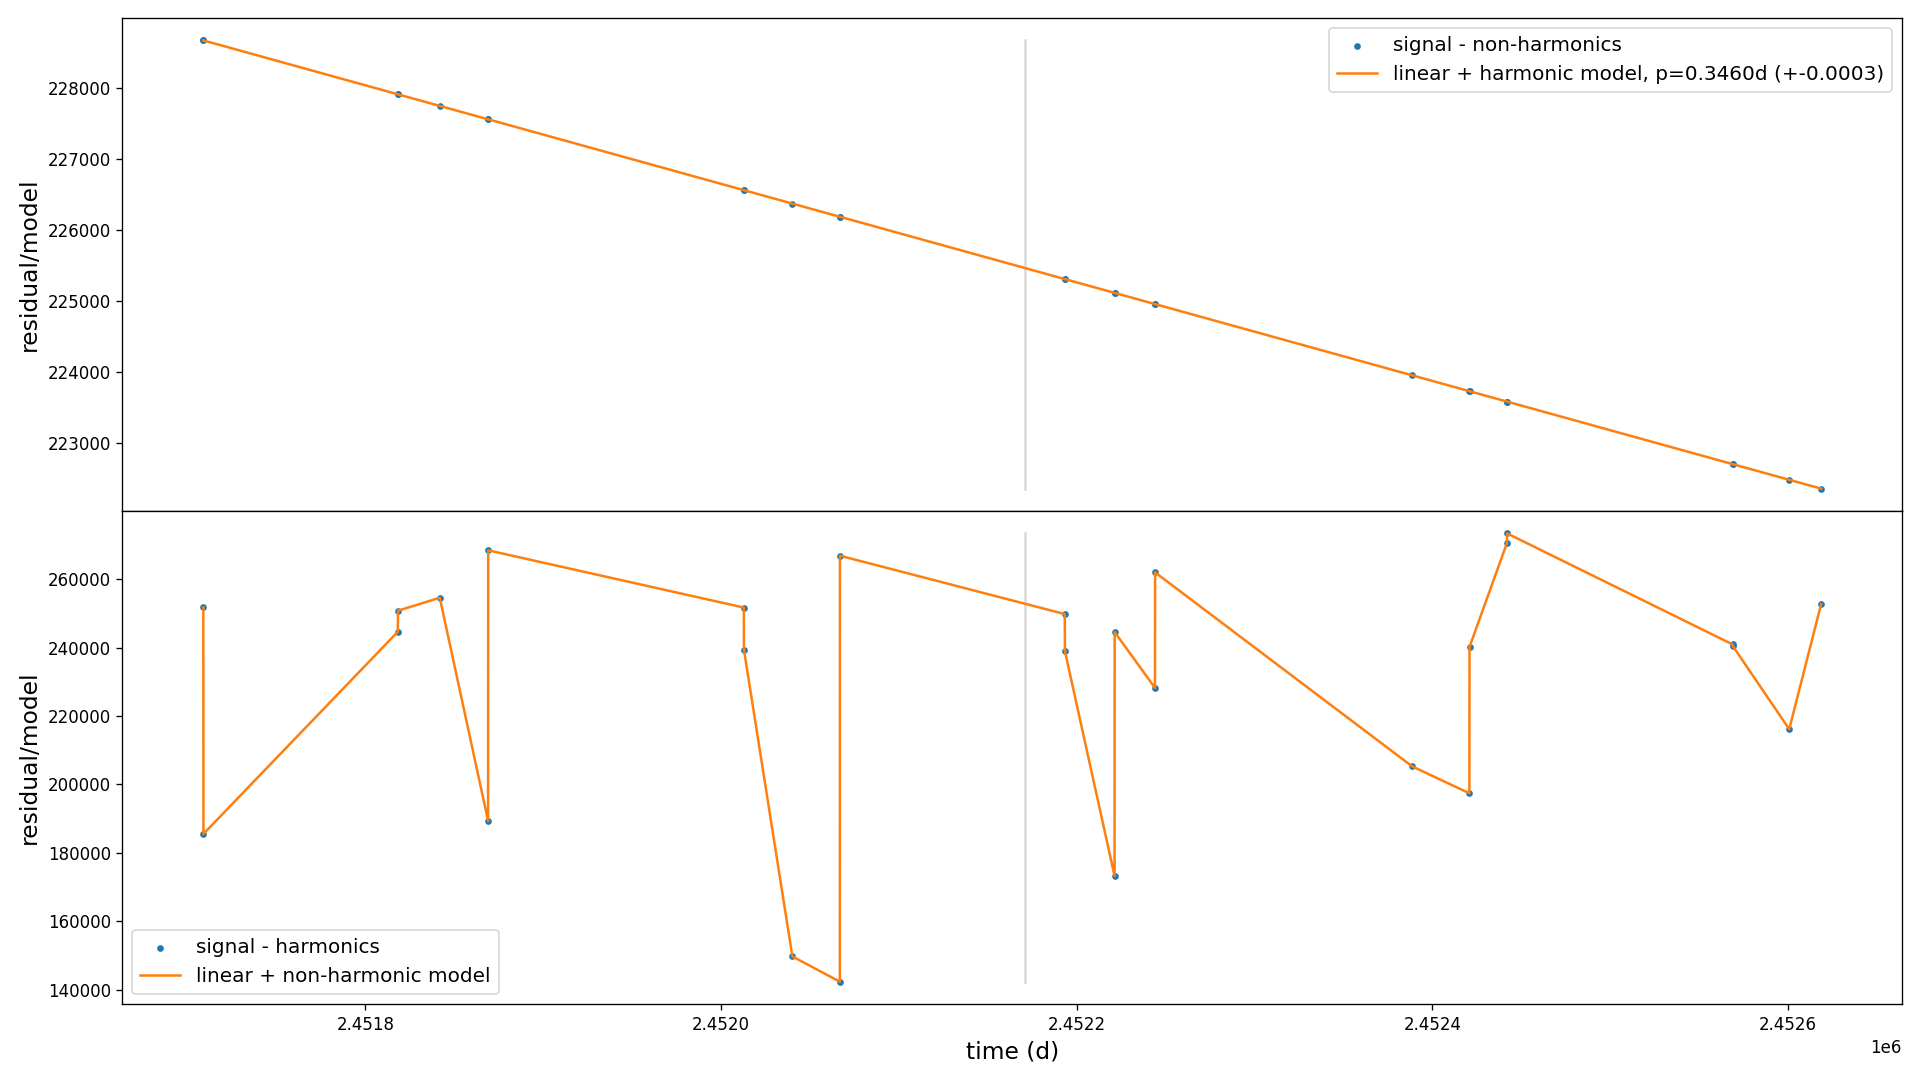 signal - non-harmonics
linear + harmonic model, p=0.3460d (+-0.0003)
228000
227000
226000
225000
224000
223000
residual/model
260000
240000
220000
200000
180000
160000
140000
residual/model
signal - harmonics
linear + non-harmonic model
2.4518
2.4520
2.4522
2.4524
2.4526
1e6
time (d)